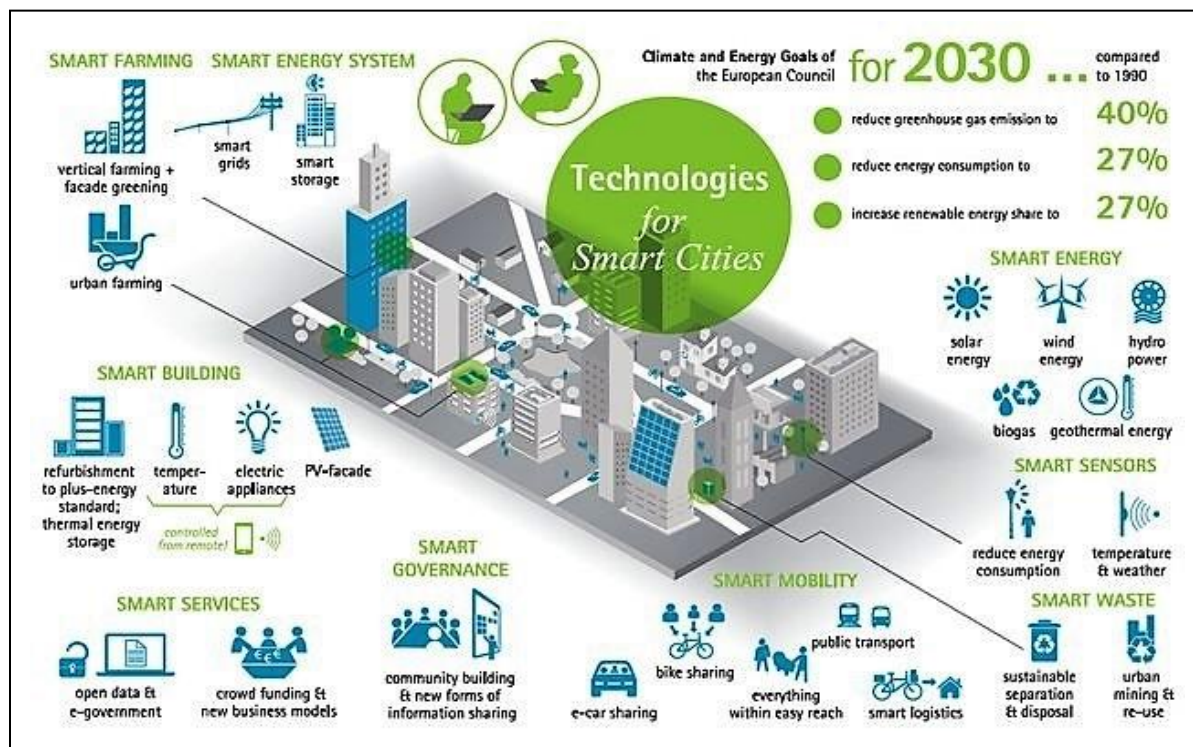 SMART FARMING
vertical farming +
facade greening
urban farming
SMART ENERGY SYSTEM
smart
grids
smart
storage
Climate and Energy Goals of
the European Council
for 2030 ...
compared
to 1990
reduce greenhouse gas emission to
40%
reduce energy consumption to
27%
increase renewable energy share to
27%
Technologies
for
Smart Cities
SMART ENERGY
solar
energy
wind
energy
hydro
power
biogas
geothermal energy
SMART BUILDING
refurbishment
to plus-energy
standard;
thermal energy
storage
temper-
ature
electric
appliances
controlled
from remote!
PV-facade
SMART SENSORS
reduce energy
consumption
temperature
& weather
SMART SERVICES
open data &
e-government
€€€
crowd funding &
new business models
SMART
GOVERNANCE
community building
& new forms of
information sharing
SMART MOBILITY
e-car sharing
bike sharing
everything
within easy reach
public transport
smart logistics
SMART WASTE
sustainable
separation
& disposal
urban
mining &
re-use